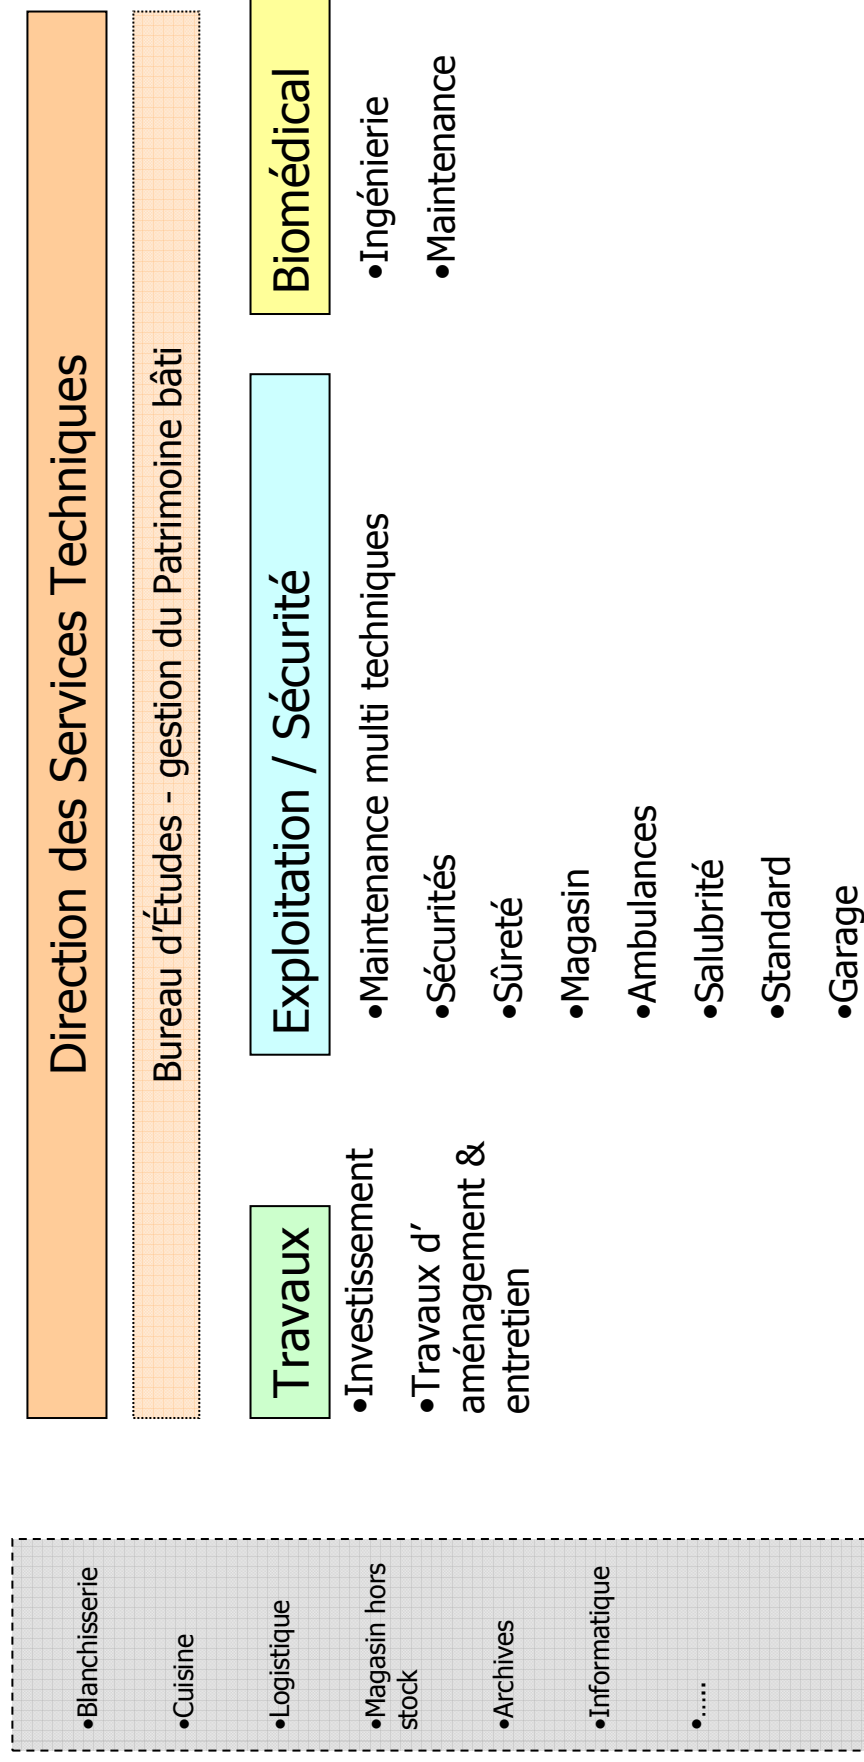 Direction des Services Techniques
Bureau d’Études - gestion du Patrimoine bâti
Travaux
•Investissement
•Travaux d’
aménagement &
entretien
Exploitation / Sécurité
•Maintenance multi techniques
•Sécurités
•Sûreté
•Magasin
•Ambulances
•Salubrité
•Standard
•Garage
Biomédical
•Ingénierie
•Maintenance
•Blanchisserie
•Cuisine
•Logistique
•Magasin hors
stock
•Archives
•Informatique
•.....